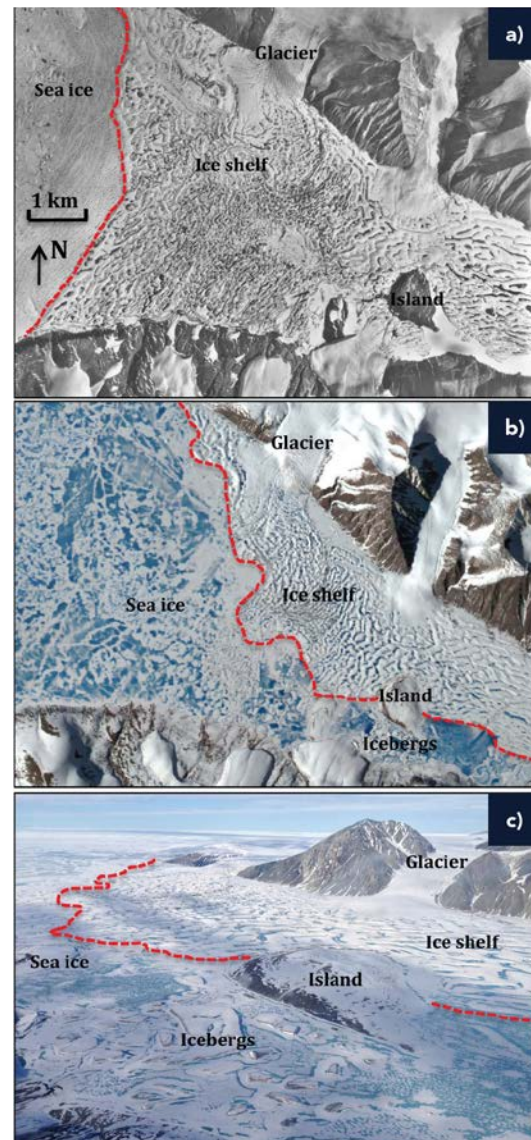 a)
Glacier
Sea ice
Ice shelf
1 km
N
Island
b)
Glacier
Sea ice
Ice shelf
Island
Icebergs
c)
Glacier
Ice shelf
Sea ice
Island
Icebergs